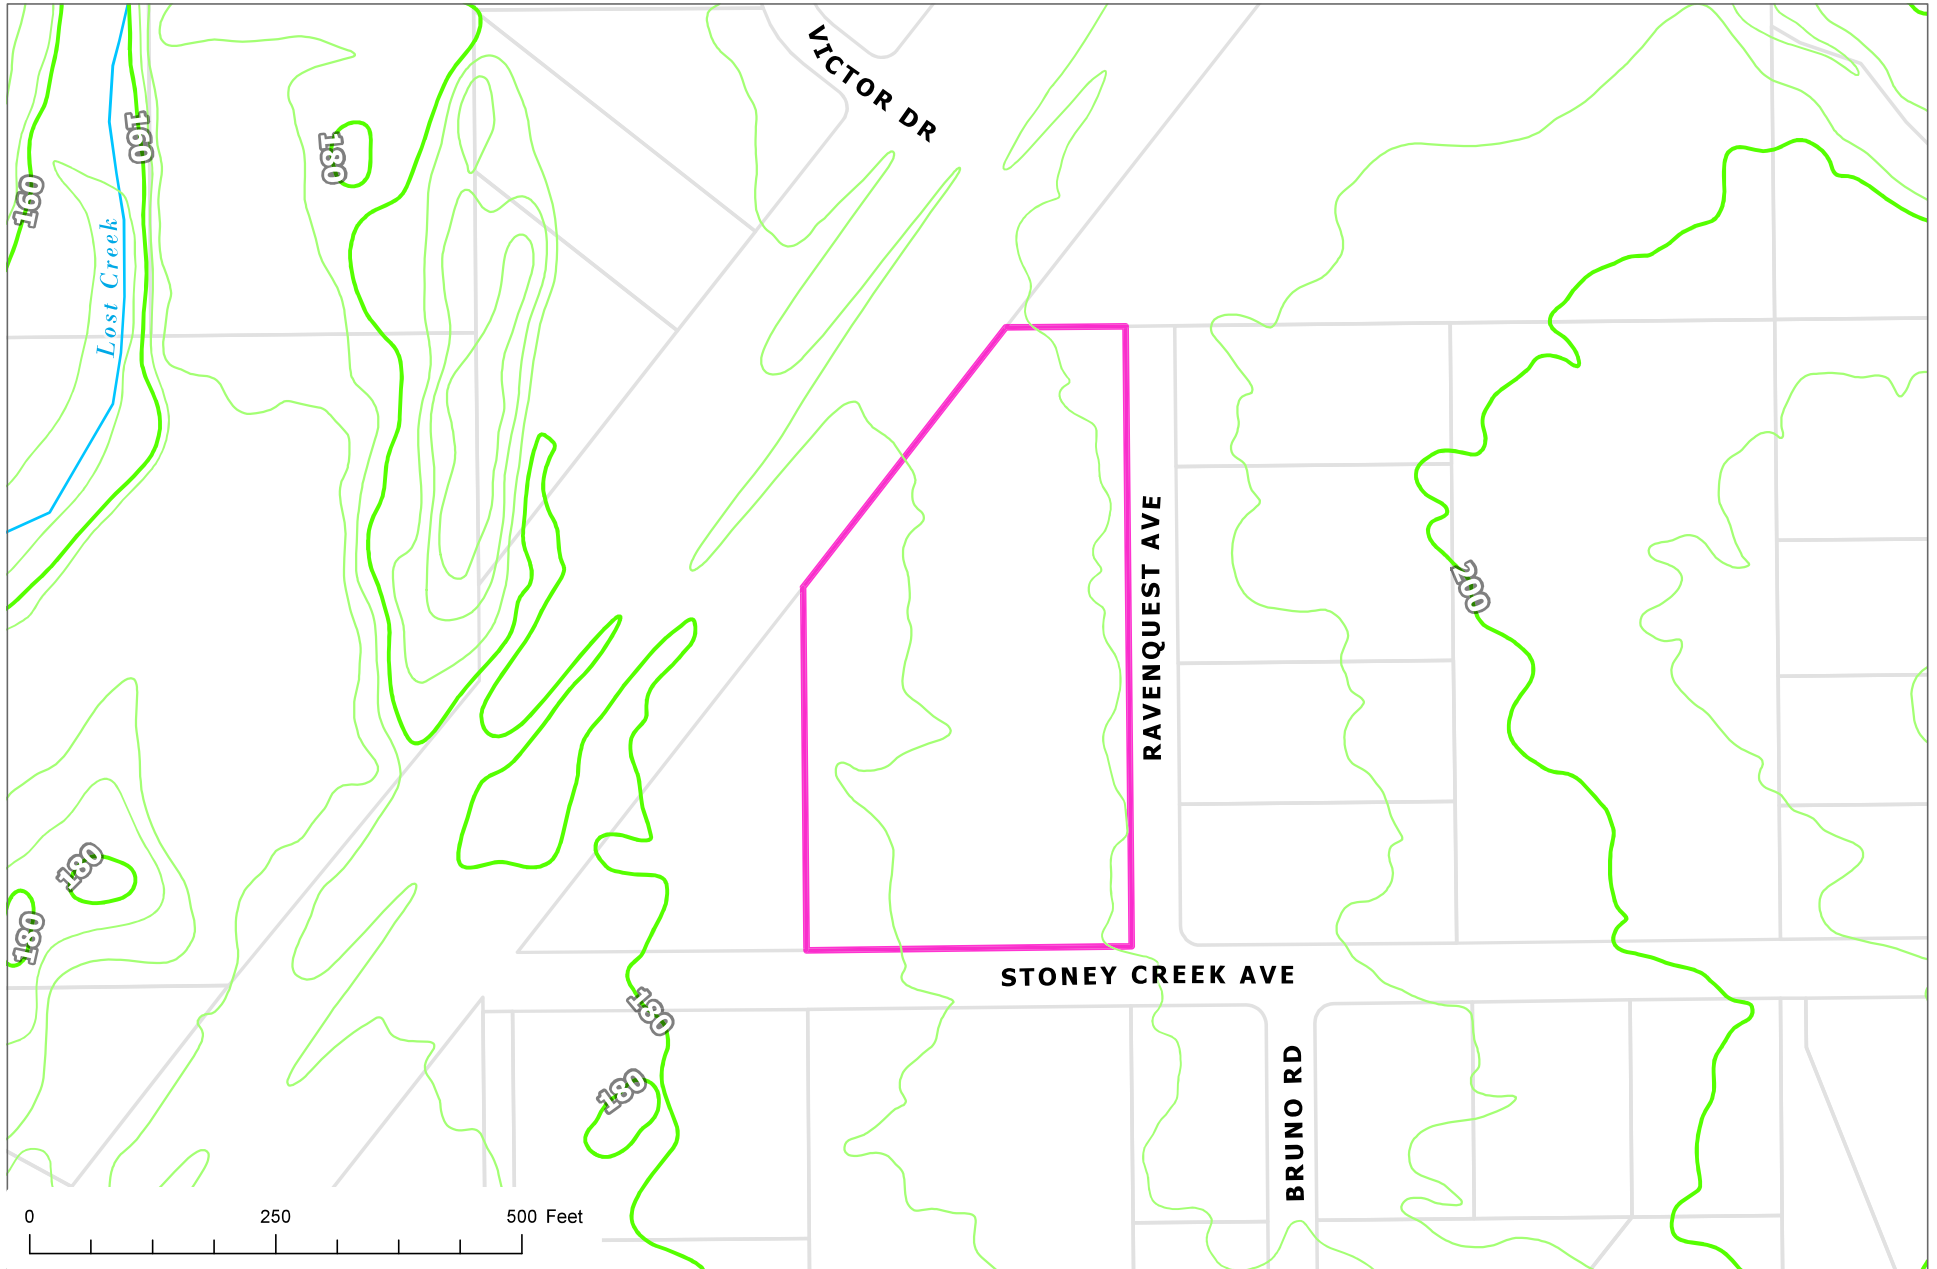 VICTOR DR
160
180
160
Lost Creek
RAVENQUEST AVE
200
180
180
STONEY CREEK AVE
180
180
BRUNO RD
0 250 500 Feet